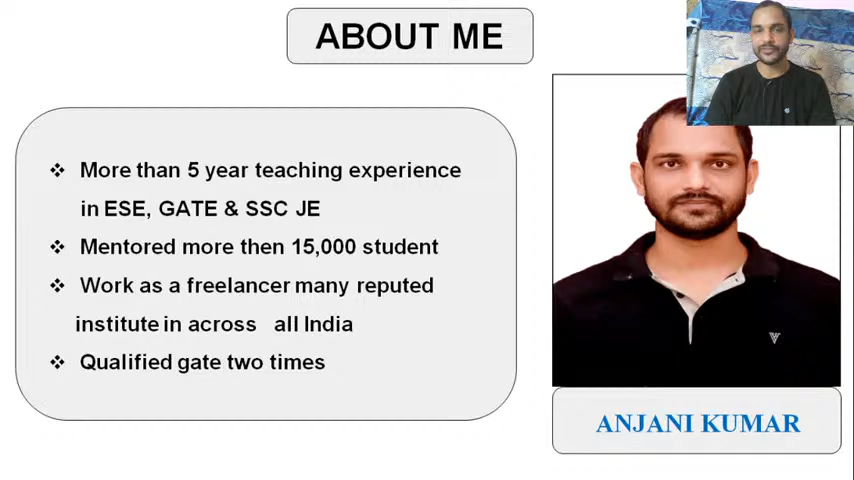 ABOUT ME
❖ More than 5 year teaching experience
in ESE, GATE & SSC JE
❖ Mentored more then 15,000 student
❖ Work as a freelancer many reputed
institute in across all India
❖ Qualified gate two times
ANJANI KUMAR